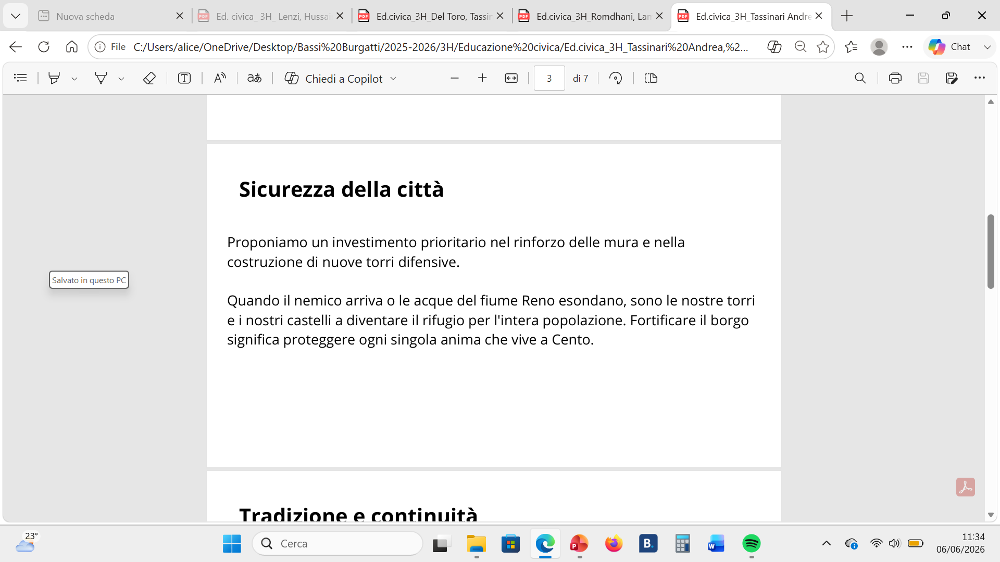 Nuova scheda
Ed. civica_ 3H_ Lenzi, Hussai
Ed.civica_3H_Del Toro, Tassin
Ed.civica_3H_Romdhani, Lam
Ed.civica_3H_Tassinari Andre
File
C:/Users/alice/OneDrive/Desktop/Bassi%20Burgatti/2025-2026/3H/Educazione%20civica/Ed.civica_3H_Tassinari%20Andrea,%2...
Chat
Chiedi a Copilot
3 di 7
Sicurezza della città
Proponiamo un investimento prioritario nel rinforzo delle mura e nella
costruzione di nuove torri difensive.
Salvato in questo PC
Quando il nemico arriva o le acque del fiume Reno esondano, sono le nostre torri
e i nostri castelli a diventare il rifugio per l'intera popolazione. Fortificare il borgo
significa proteggere ogni singola anima che vive a Cento.
Tradizione e continuità
23°
Cerca
11:34
06/06/2026